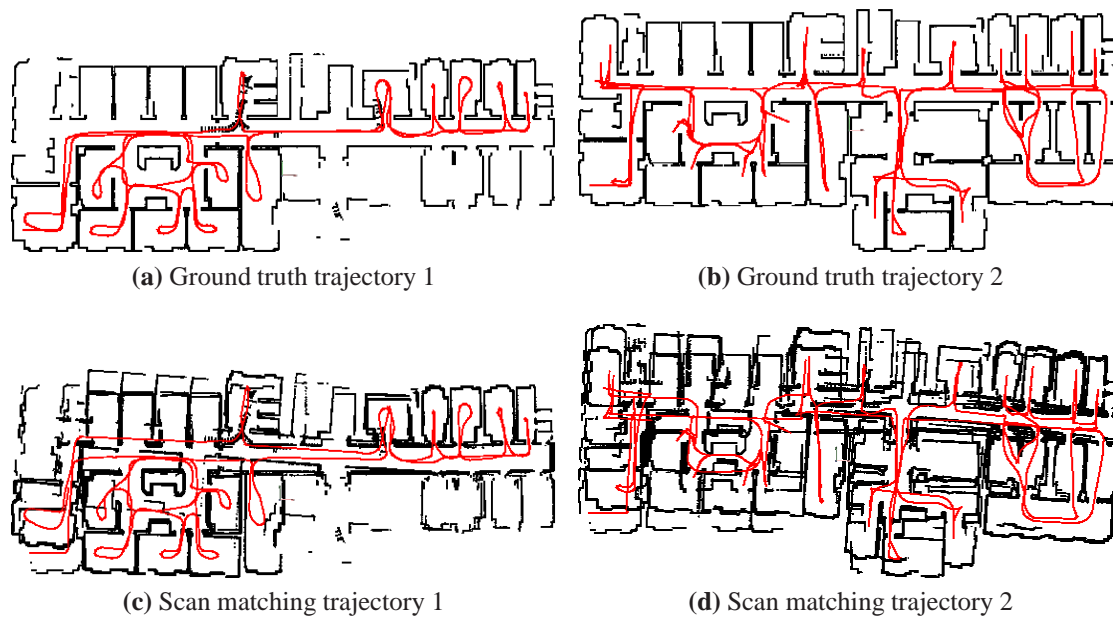 (a) Ground truth trajectory 1
(b) Ground truth trajectory 2
(c) Scan matching trajectory 1
(d) Scan matching trajectory 2